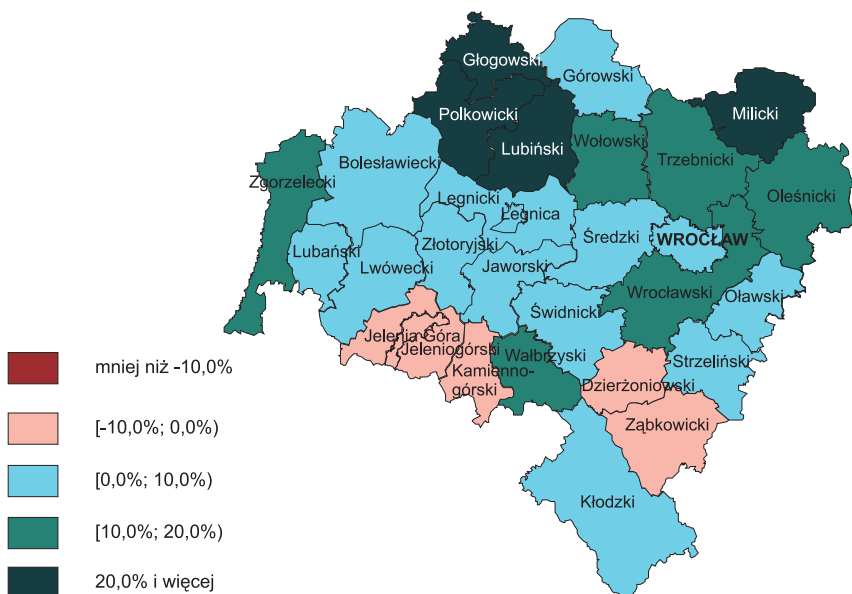 Głogowski
Górowski
Polkowicki
Milicki
Lubiński
Wołowski
Trzebnicki
Bolesławiecki
Zgorzelecki
Oleśnicki
Legnicki
Legnica
Średzki
WROCŁAW
Lubański
Złotoryjski
Lwówecki
Jaworski
Wrocławski
Oławski
Świdnicki
Jelenia Góra
Jeleniogórski
Wałbrzyski
Strzeliński
Kamienno-
górski
Dzierżoniowski
Ząbkowicki
Kłodzki
mniej niż -10,0%
[-10,0%; 0,0%)
[0,0%; 10,0%)
[10,0%; 20,0%)
20,0% i więcej